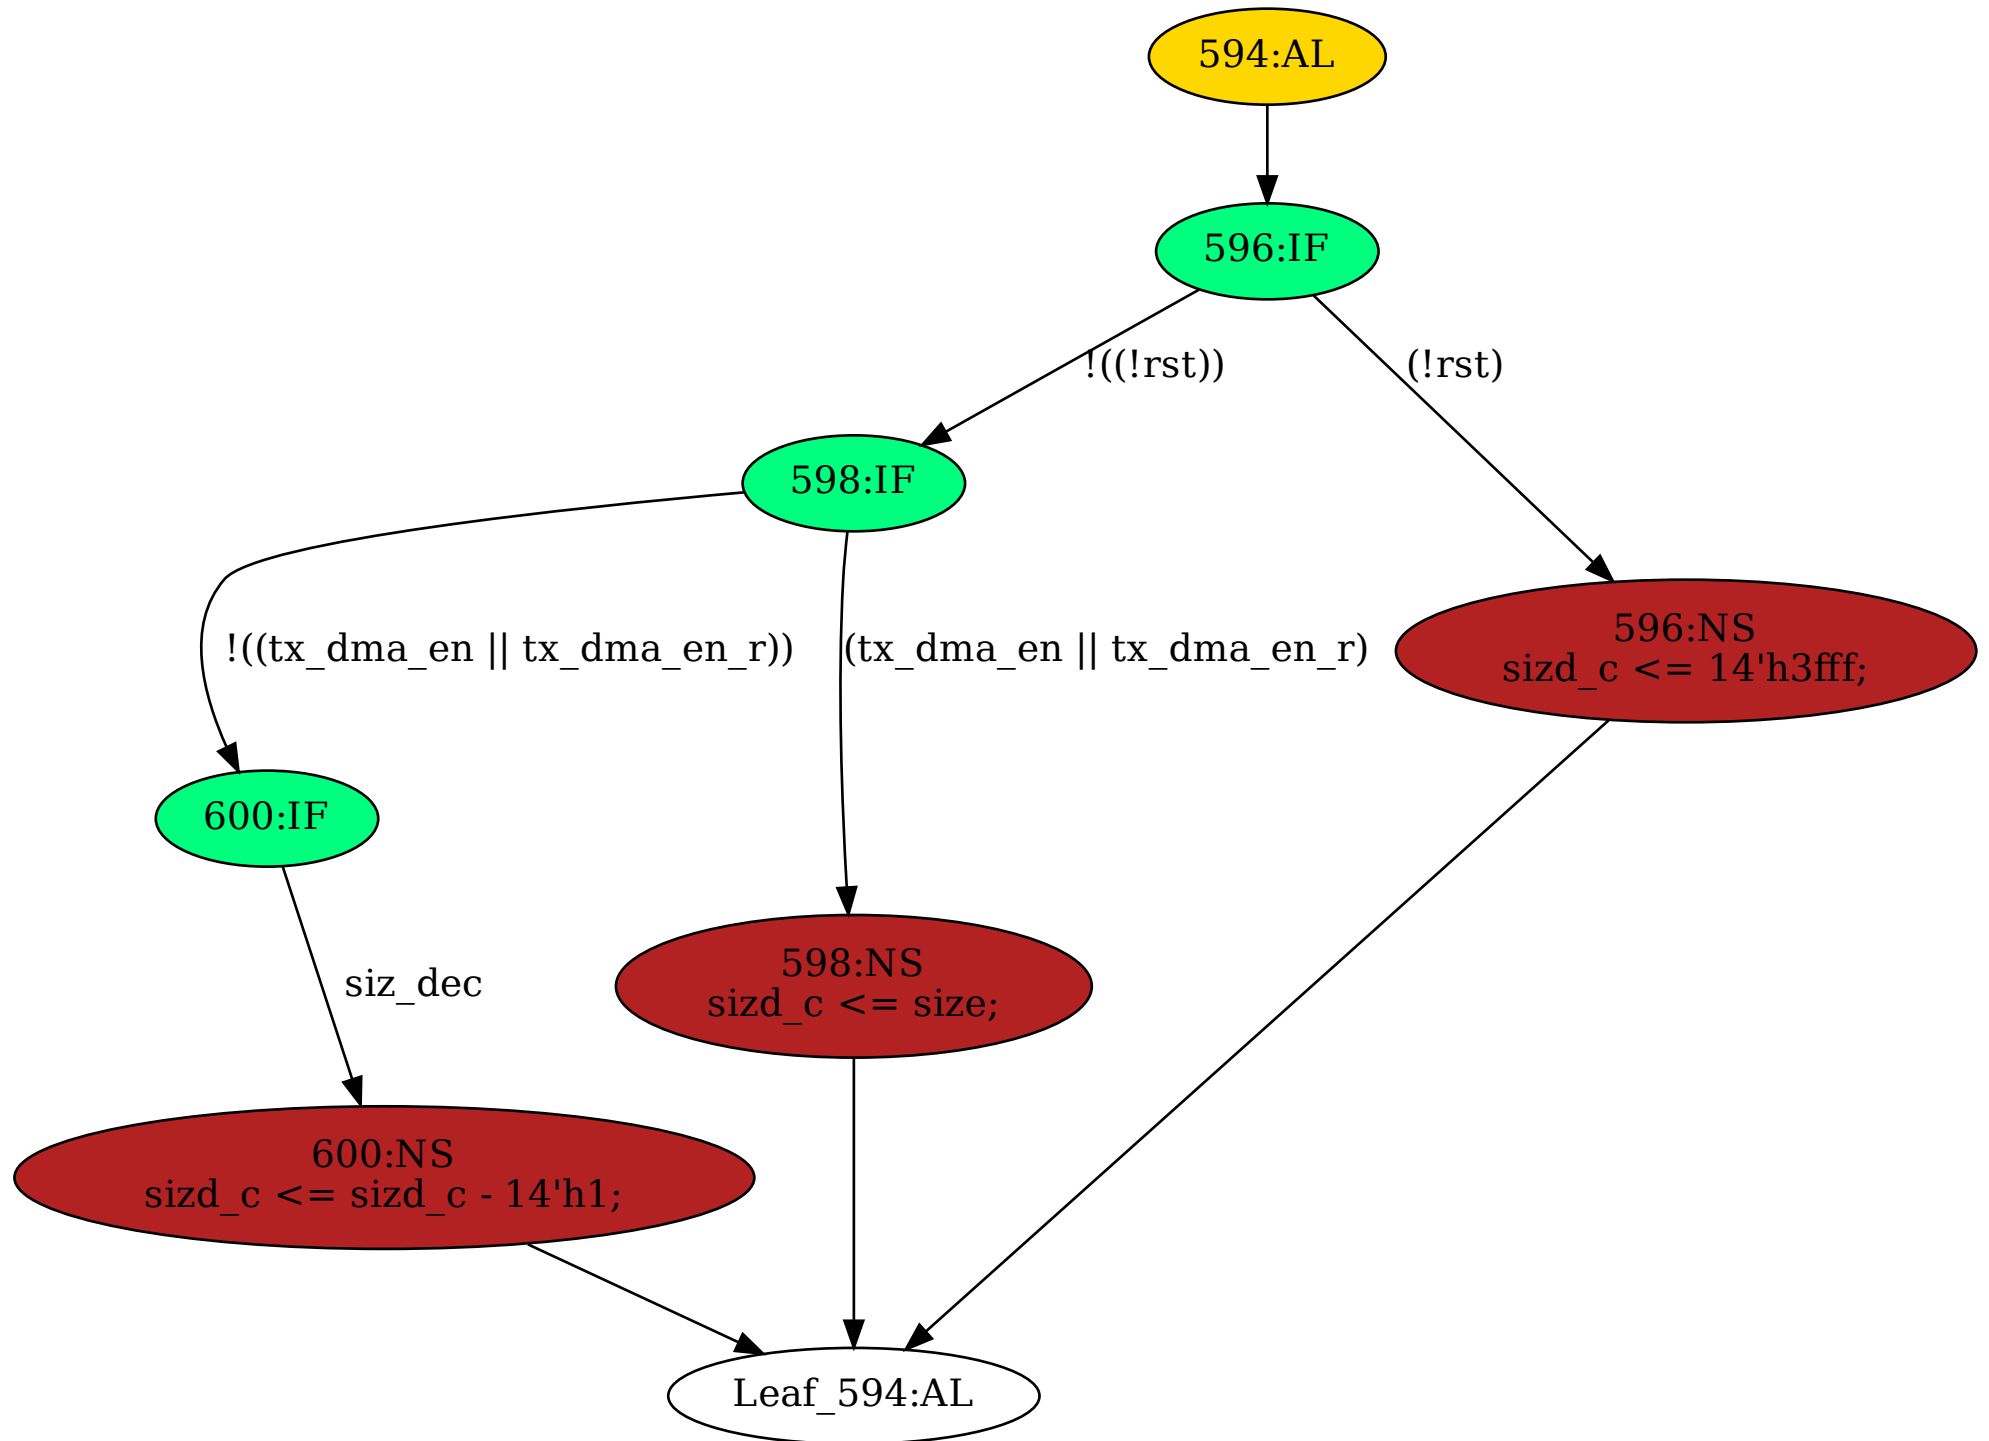 594:AL
596:IF
!((!rst))
(!rst)
598:IF
596:NS
sizd_c <= 14'h3fff;
!((tx_dma_en || tx_dma_en_r))
(tx_dma_en || tx_dma_en_r)
600:IF
598:NS
sizd_c <= size;
siz_dec
600:NS
sizd_c <= sizd_c - 14'h1;
Leaf_594:AL